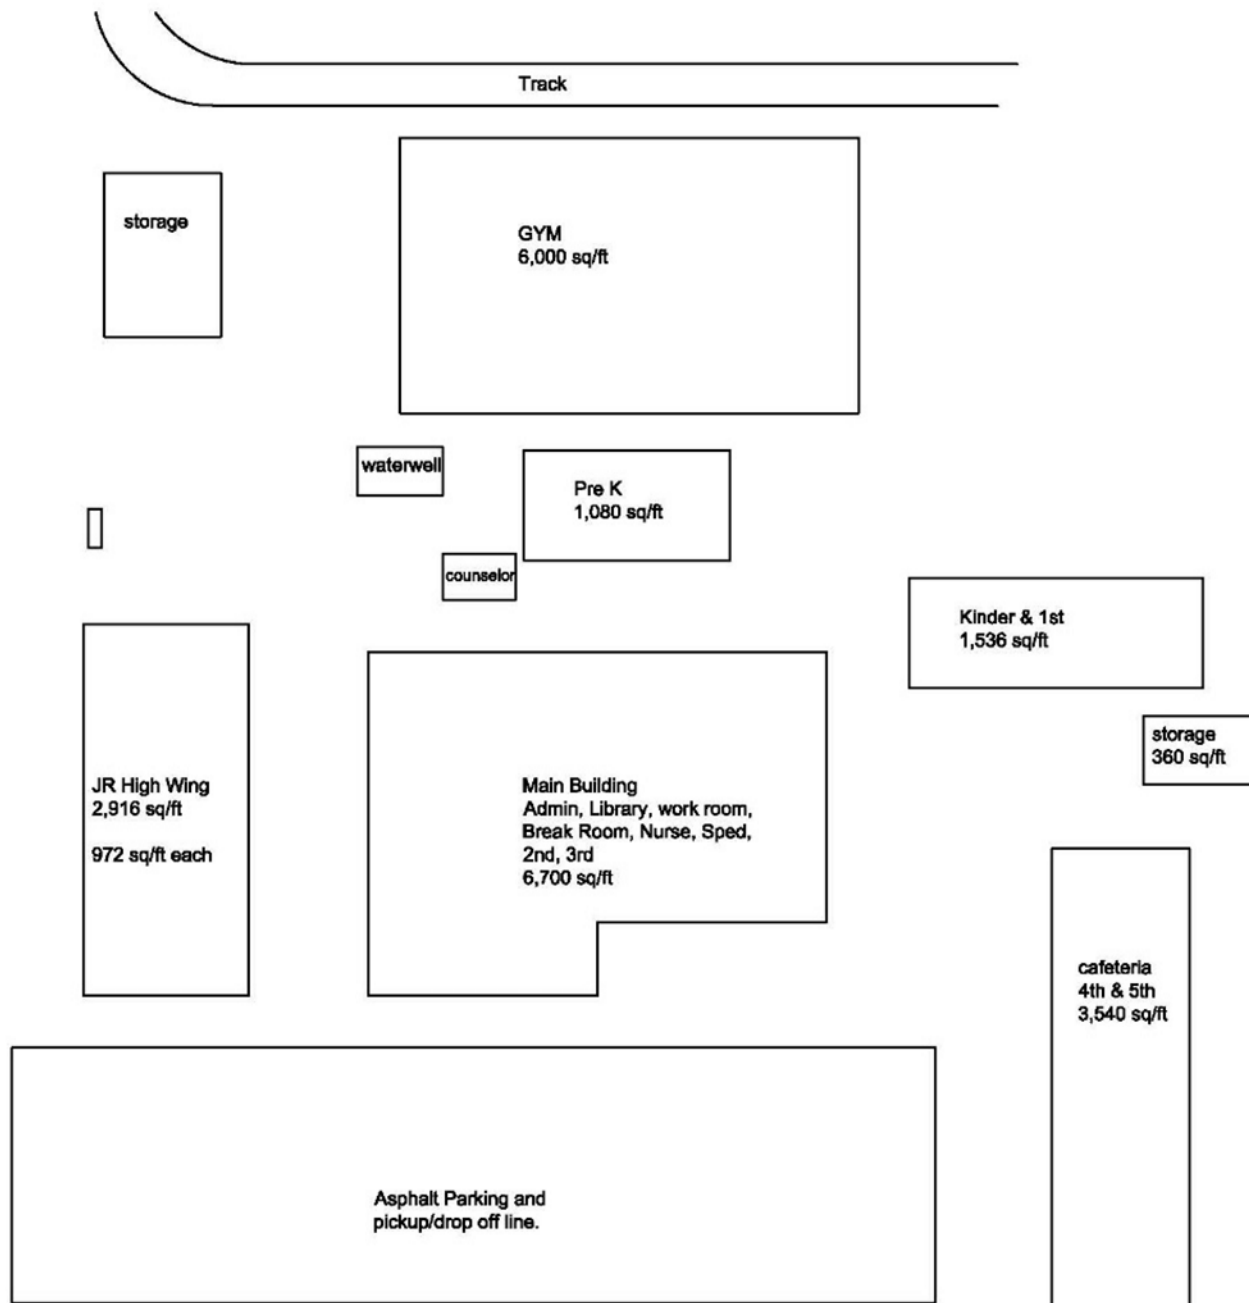 Track
storage
GYM
6,000 sq/ft
waterwell
Pre K
1,080 sq/ft
counselor
Kinder & 1st
1,536 sq/ft
storage
360 sq/ft
JR High Wing
2,916 sq/ft
972 sq/ft each
Main Building
Admin, Library, work room,
Break Room, Nurse, Sped,
2nd, 3rd
6,700 sq/ft
cafeteria
4th & 5th
3,540 sq/ft
Asphalt Parking and
pickup/drop off line.